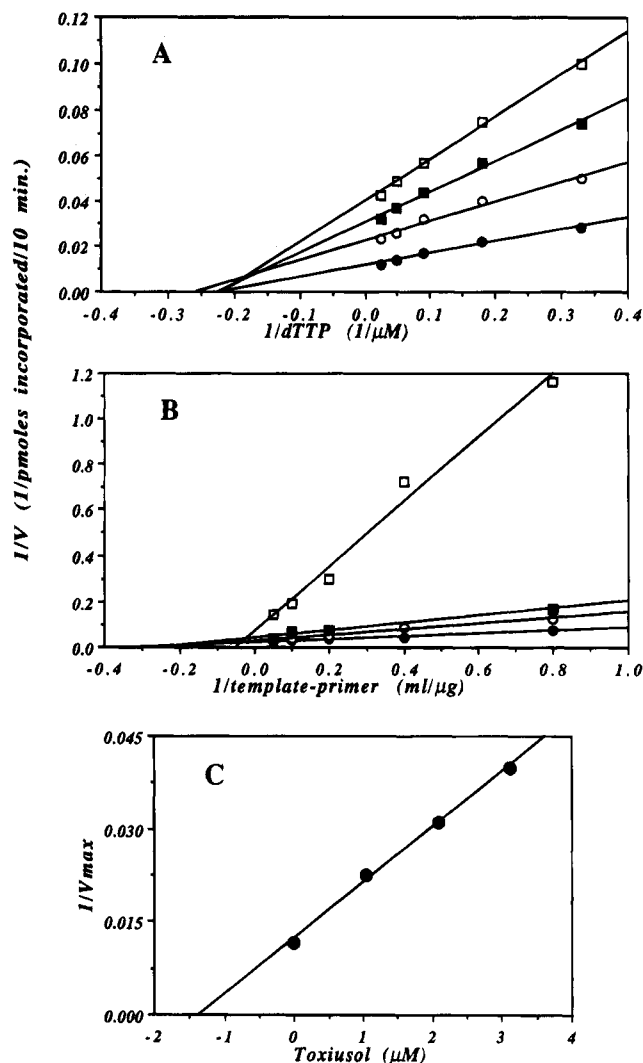 1/V (1/pmoles incorporated/10 min.)
A
0.12
0.10
0.08
0.06
0.04
0.02
0.00
-0.4 -0.3 -0.2 -0.1 0.0 0.1 0.2 0.3 0.4
1/dTTP (1/μM)
B
1.2
1.0
0.8
0.6
0.4
0.2
0.0
-0.4 -0.2 0.0 0.2 0.4 0.6 0.8 1.0
1/template-primer (ml/μg)
C
1/Vmax
0.045
0.030
0.015
0.000
-2 -1 0 1 2 3 4
Toxiusol (μM)